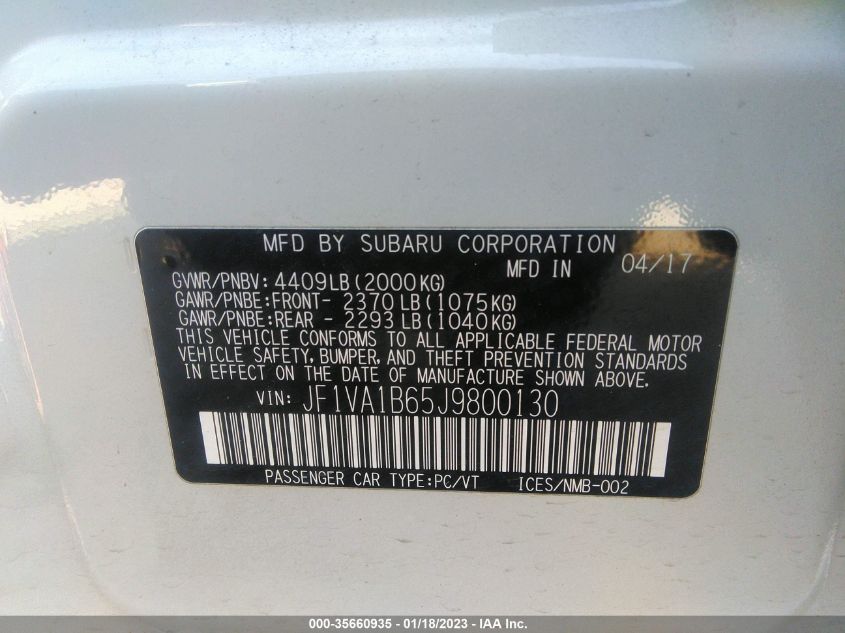 MFD BY SUBARU CORPORATION
MFD IN 04/17
GVWR/PNBV: 4409LB(2000KG)
GAWR/PNBE:FRONT- 2370LB(1075KG)
GAWR/PNBE:REAR - 2293LB(1040KG)
THIS VEHICLE CONFORMS TO ALL APPLICABLE FEDERAL MOTOR
VEHICLE SAFETY, BUMPER, AND THEFT PREVENTION STANDARDS
IN EFFECT ON THE DATE OF MANUFACTURE SHOWN ABOVE.
VIN: JF1VA1B65J9800130
PASSENGER CAR TYPE:PC/VT ICES/NMB-002
000-35660935 - 01/18/2023 - IAA Inc.